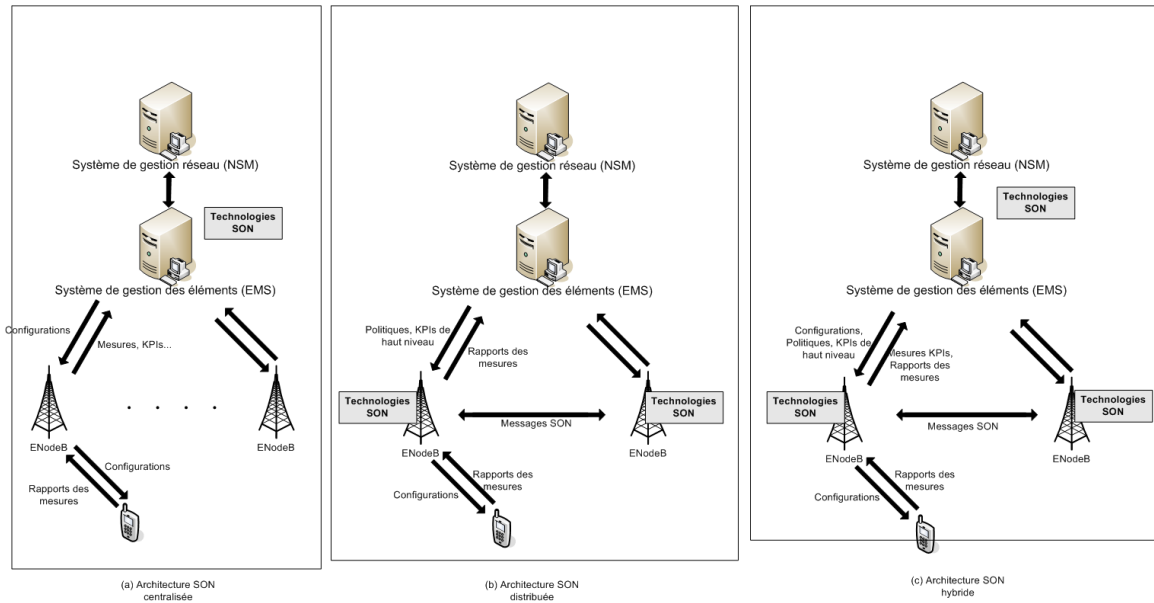 Système de gestion réseau (NSM)
Technologies
SON
Système de gestion des éléments (EMS)
Configurations
Mesures, KPIs...
. . . .
ENodeB
ENodeB
Configurations
Rapports des
mesures
(a) Architecture SON
centralisée
Système de gestion réseau (NSM)
Système de gestion des éléments (EMS)
Politiques, KPIs de
haut niveau
Rapports des
mesures
Technologies
SON
Technologies
SON
Messages SON
ENodeB
ENodeB
Rapports des
mesures
Configurations
(b) Architecture SON
distribuée
Système de gestion réseau (NSM)
Technologies
SON
Système de gestion des éléments (EMS)
Configurations,
Politiques, KPIs de
haut niveau
Mesures KPIs,
Rapports des
mesures
Technologies
SON
Technologies
SON
Messages SON
ENodeB
ENodeB
Rapports des
mesures
Configurations
(c) Architecture SON
hybride